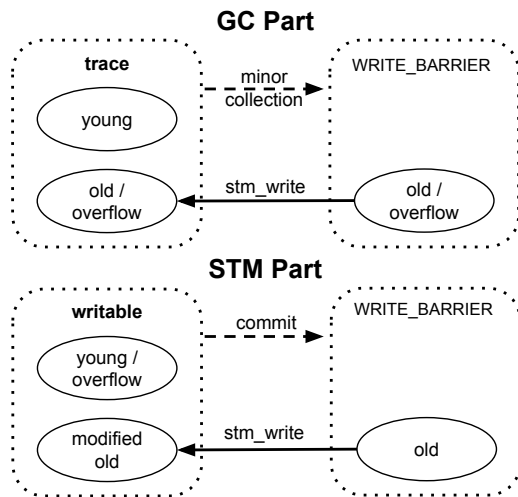 GC Part
trace
minor
collection
WRITE_BARRIER
young
old /
overflow
stm_write
old /
overflow
STM Part
writable
commit
WRITE_BARRIER
young /
overflow
modified
old
stm_write
old